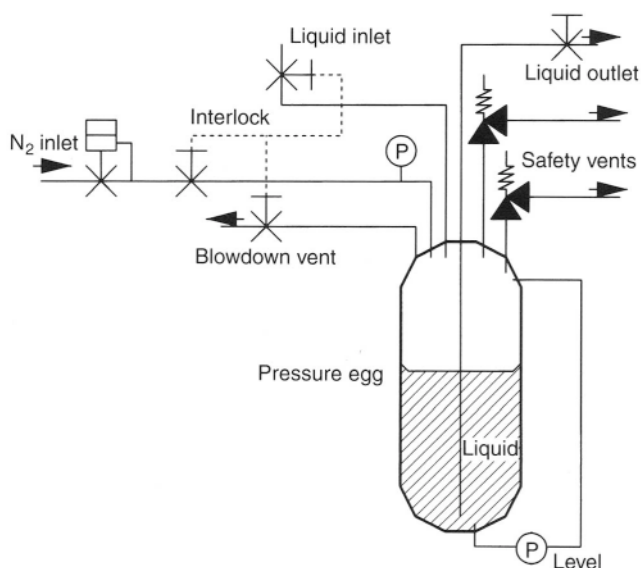 Liquid inlet
Liquid outlet
Interlock
N₂ inlet
P
Safety vents
Blowdown vent
Pressure egg
Liquid
P
Level